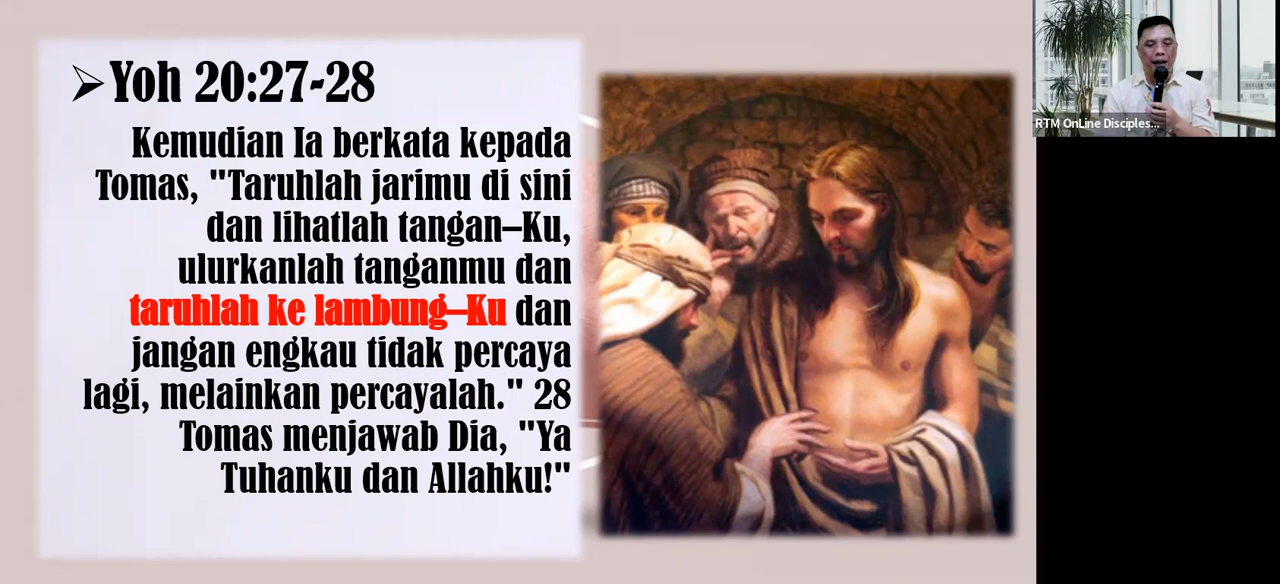 ➢Yoh 20:27-28
Kemudian Ia berkata kepada
Tomas, "Taruhlah jarimu di sini
dan lihatlah tangan–Ku,
ulurkanlah tanganmu dan
taruhlah ke lambung–Ku dan
jangan engkau tidak percaya
lagi, melainkan percayalah." 28
Tomas menjawab Dia, "Ya
Tuhanku dan Allahku!"
RTM OnLine Disciples...